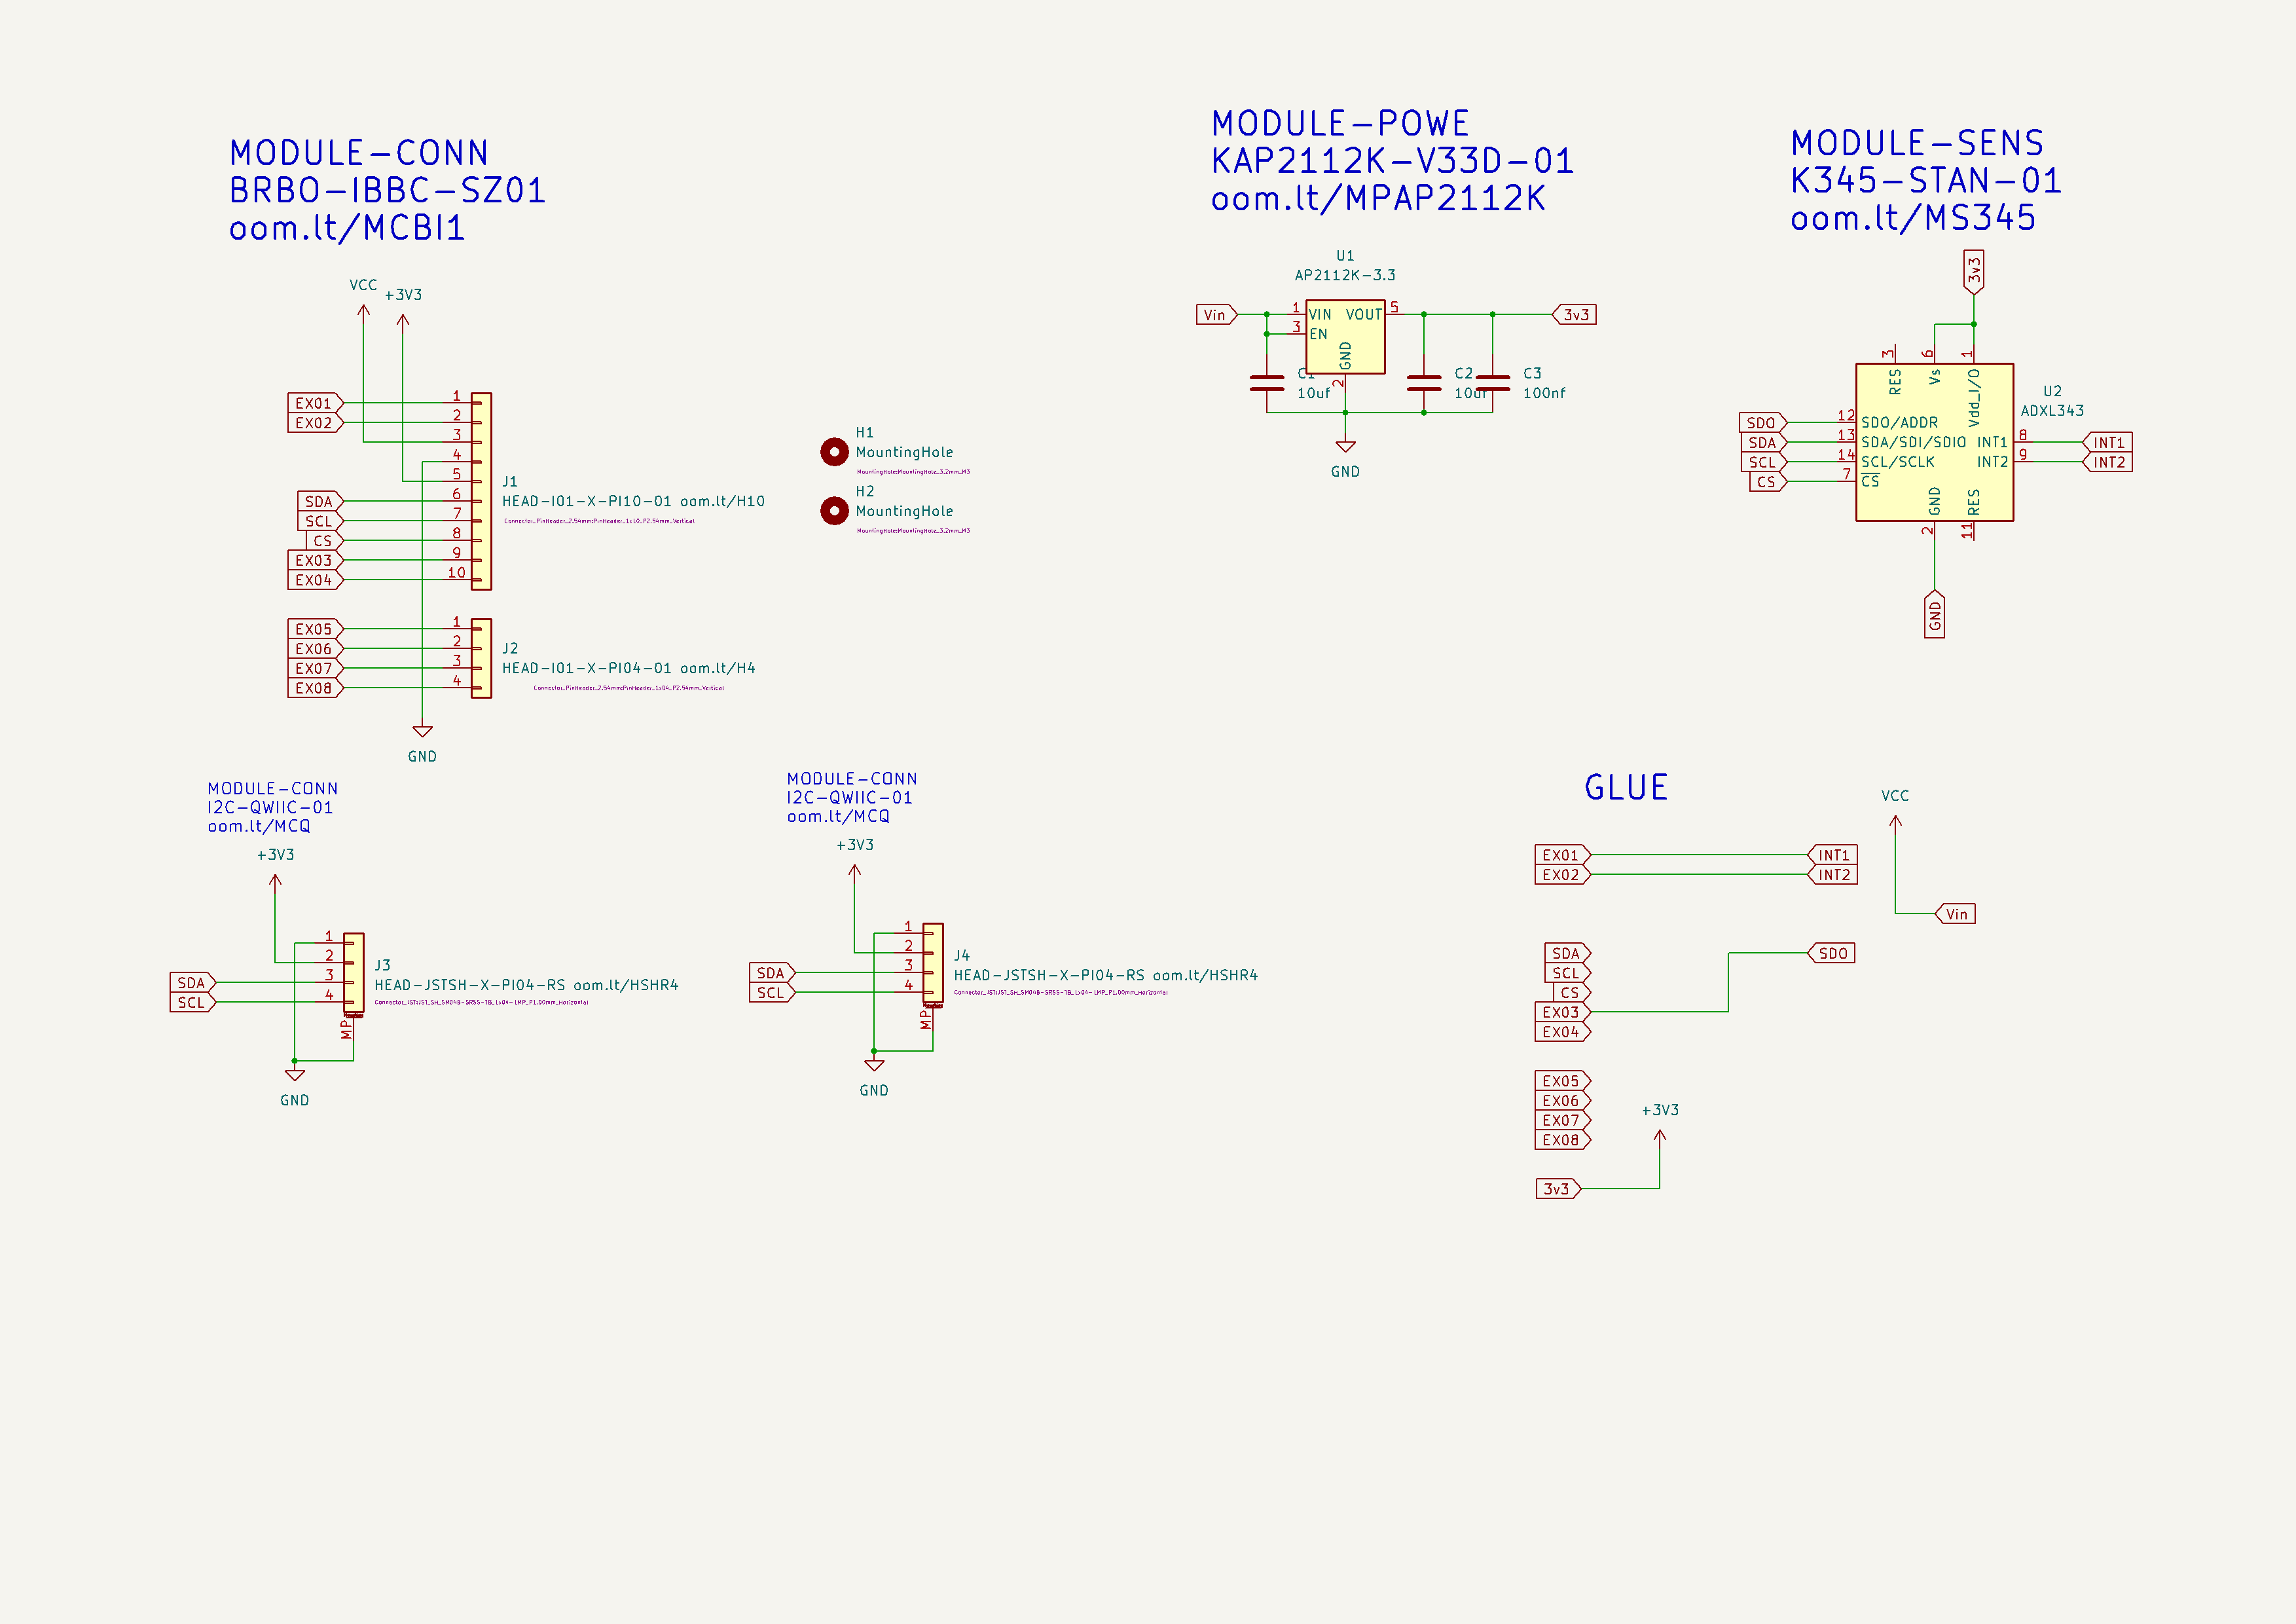 MODULE-CONN
BRBO-IBBC-SZ01
oom.lt/MCBI1
VCC
+3V3
EX01
EX02
SDA
SCL
CS
EX03
EX04
1
2
3
4
5
6
7
8
9
10
J1
HEAD-I01-X-PI10-01 oom.lt/H10
Connector_PinHeader_2.54mm:PinHeader_1x10_P2.54mm_Vertical
EX05
EX06
EX07
EX08
1
2
3
4
J2
HEAD-I01-X-PI04-01 oom.lt/H4
Connector_PinHeader_2.54mm:PinHeader_1x04_P2.54mm_Vertical
GND
H1
MountingHole
MountingHole:MountingHole_3.2mm_M3
H2
MountingHole
MountingHole:MountingHole_3.2mm_M3
MODULE-POWE
KAP2112K-V33D-01
oom.lt/MPAP2112K
U1
AP2112K-3.3
Vin
1
3
VIN
EN
VOUT
GND
5
2
3v3
C1
10uf
C2
10uf
C3
100nf
GND
MODULE-SENS
K345-STAN-01
oom.lt/MS345
3v3
3
6
1
RES
Vs
Vdd_I/O
U2
ADXL343
SDO
SDA
SCL
CS
12
13
14
7
SDO/ADDR
SDA/SDI/SDIO
SCL/SCLK
CS
INT1
INT2
8
9
INT1
INT2
GND
RES
2
11
GND
MODULE-CONN
I2C-QWIIC-01
oom.lt/MCQ
+3V3
SDA
SCL
1
2
3
4
MP
J3
HEAD-JSTSH-X-PI04-RS oom.lt/HSHR4
Connector_JST:JST_SH_SM04B-SRSS-TB_1x04-1MP_P1.00mm_Horizontal
GND
MODULE-CONN
I2C-QWIIC-01
oom.lt/MCQ
+3V3
SDA
SCL
1
2
3
4
MP
J4
HEAD-JSTSH-X-PI04-RS oom.lt/HSHR4
Connector_JST:JST_SH_SM04B-SRSS-TB_1x04-1MP_P1.00mm_Horizontal
GND
GLUE
VCC
EX01
EX02
INT1
INT2
Vin
SDA
SCL
CS
EX03
EX04
SDO
EX05
EX06
EX07
EX08
+3V3
3v3